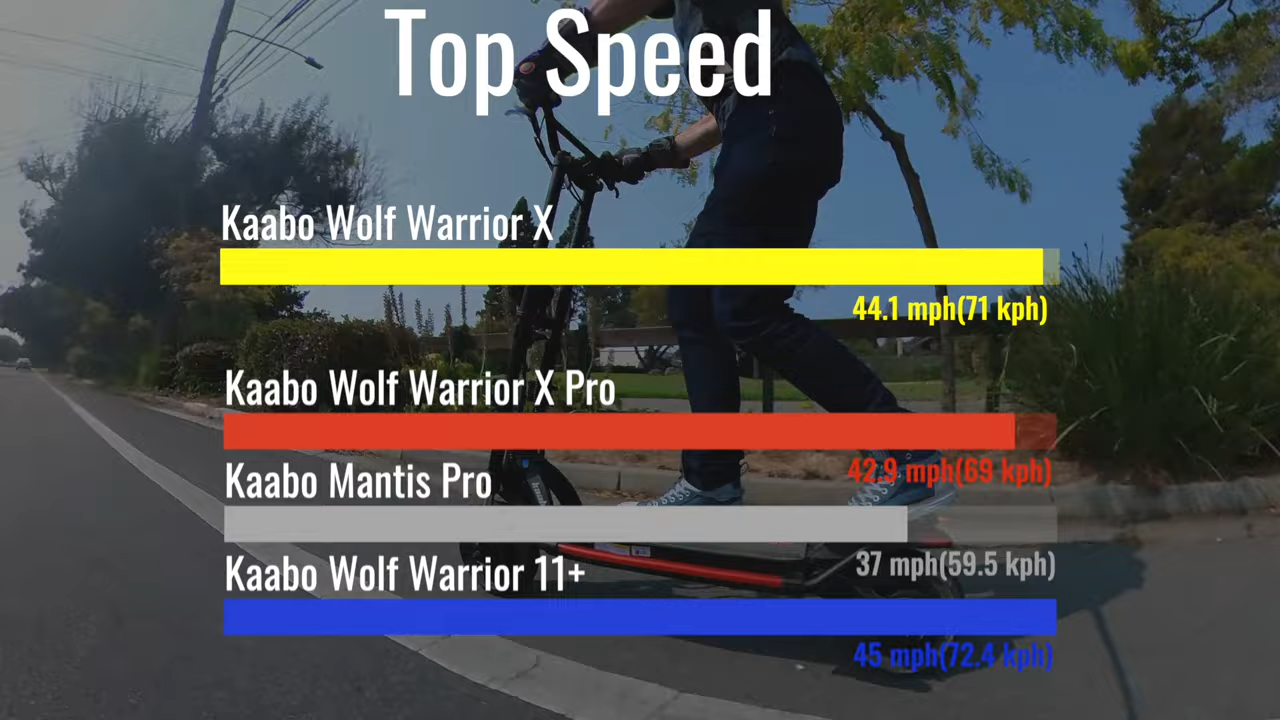 Top Speed
Kaabo Wolf Warrior X
44.1 mph(71 kph)
Kaabo Wolf Warrior X Pro
42.9 mph(69 kph)
Kaabo Mantis Pro
37 mph(59.5 kph)
Kaabo Wolf Warrior 11+
45 mph(72.4 kph)